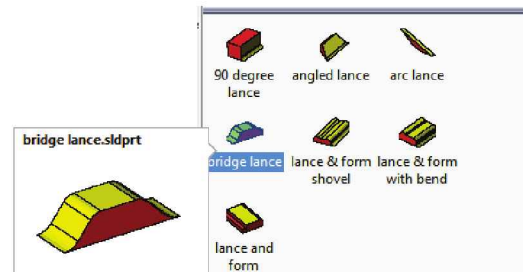 90 degree
lance
angled lance
arc lance
bridge lance.sldprt
bridge lance
lance & form
shovel
lance & form
with bend
lance and
form